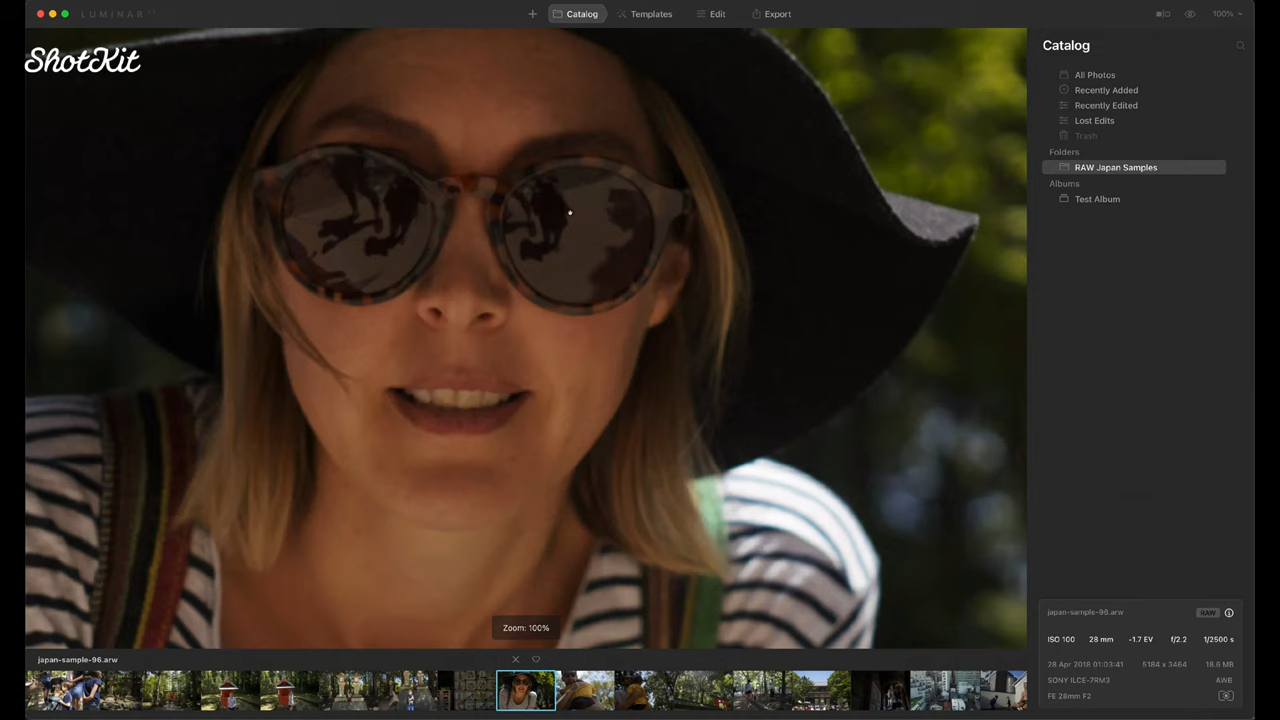 LUMINAR
Catalog
Templates
Edit
Export
100%
ShotKit
Catalog
All Photos
Recently Added
Recently Edited
Lost Edits
Trash
Folders
RAW Japan Samples
Albums
Test Album
Zoom: 100%
japan-sample-96.arw
RAW
ISO 100 28 mm -1.7 EV f/2.2 1/2500 s
28 Apr 2018 01:03:41 5184 x 3464 18.6 MB
SONY ILCE-7RM3 AWB
FE 28mm F2
japan-sample-96.arw